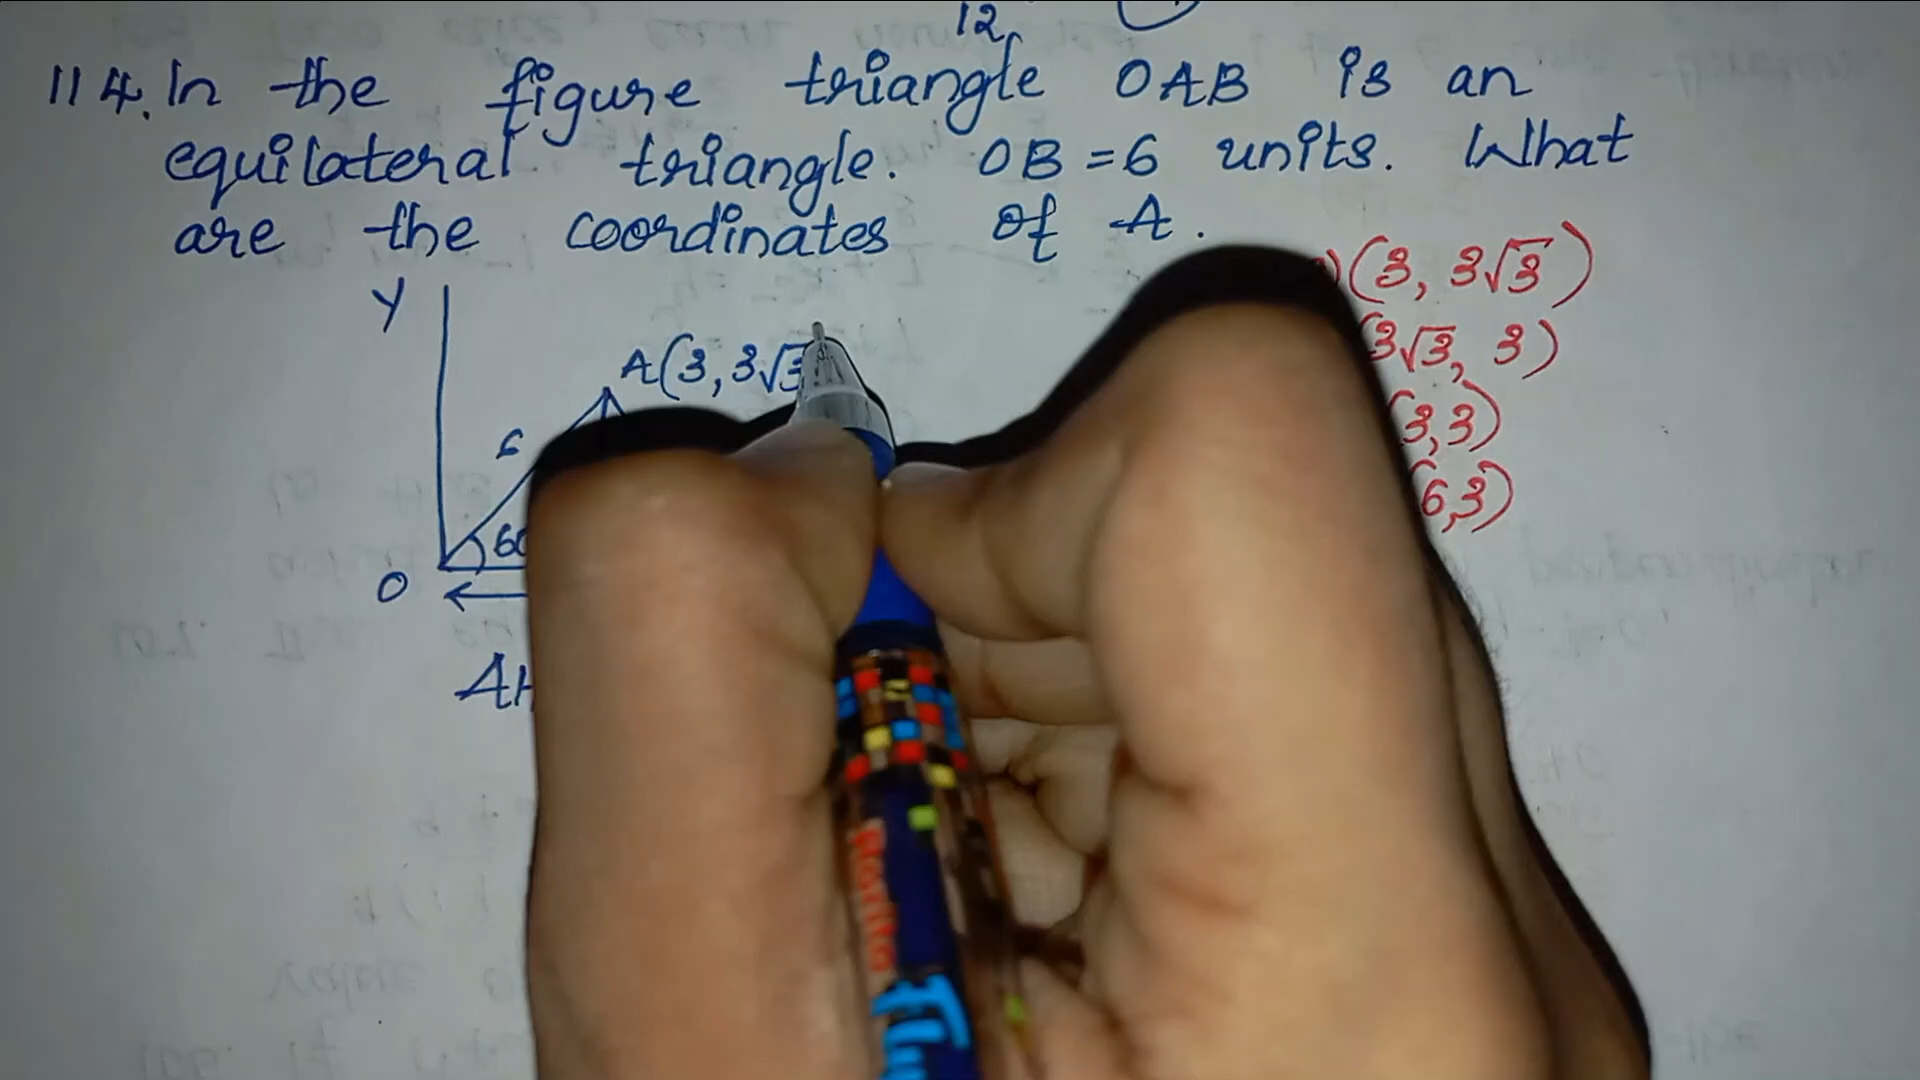 12
114. In the figure triangle OAB is an
equilateral triangle. OB = 6 units. What
are the coordinates of A.
(3, 3√3)
Y
A(3, 3√3
3√3, 3)
(3,3)
6
(6,3)
60
O
AH